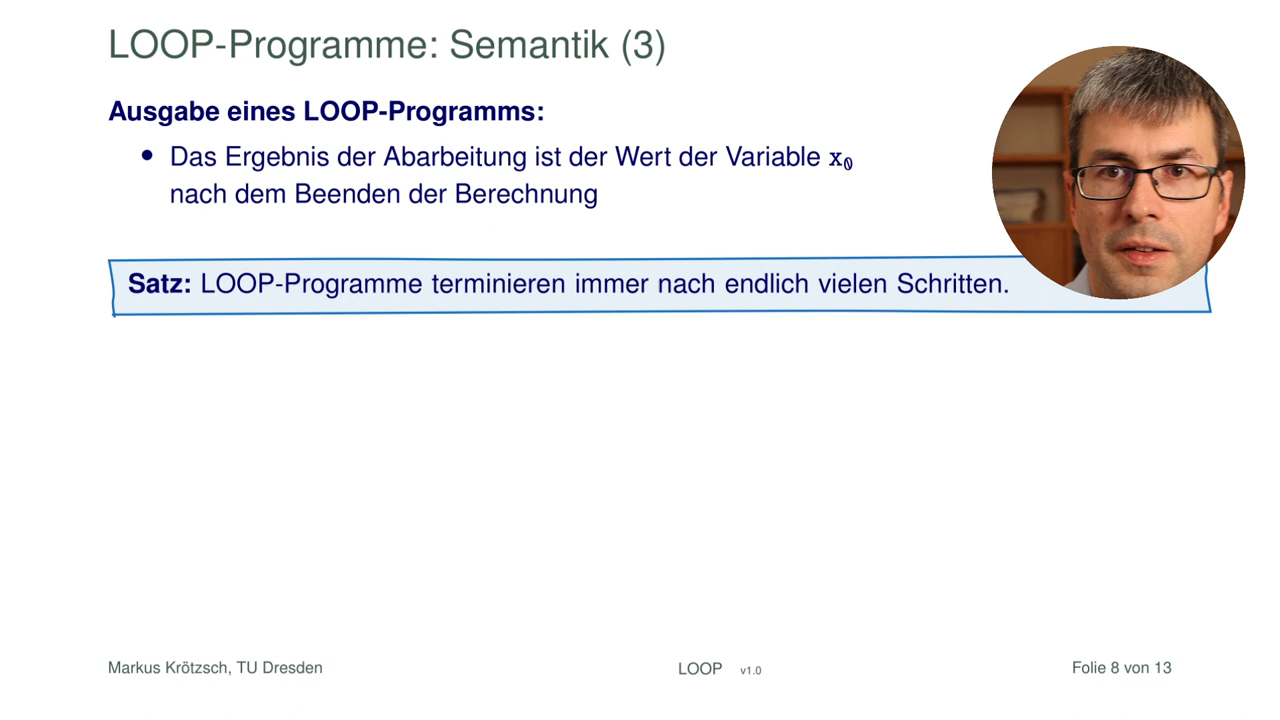 LOOP-Programme: Semantik (3)
Ausgabe eines LOOP-Programms:
• Das Ergebnis der Abarbeitung ist der Wert der Variable x₀
nach dem Beenden der Berechnung
Satz: LOOP-Programme terminieren immer nach endlich vielen Schritten.
Markus Krötzsch, TU Dresden LOOP v1.0 Folie 8 von 13